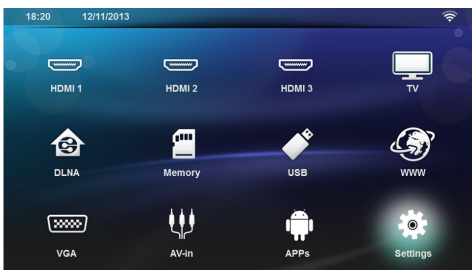 18:20 12/11/2013
HDMI 1 HDMI 2 HDMI 3 TV
DLNA Memory USB WWW
VGA AV-in APPs Settings